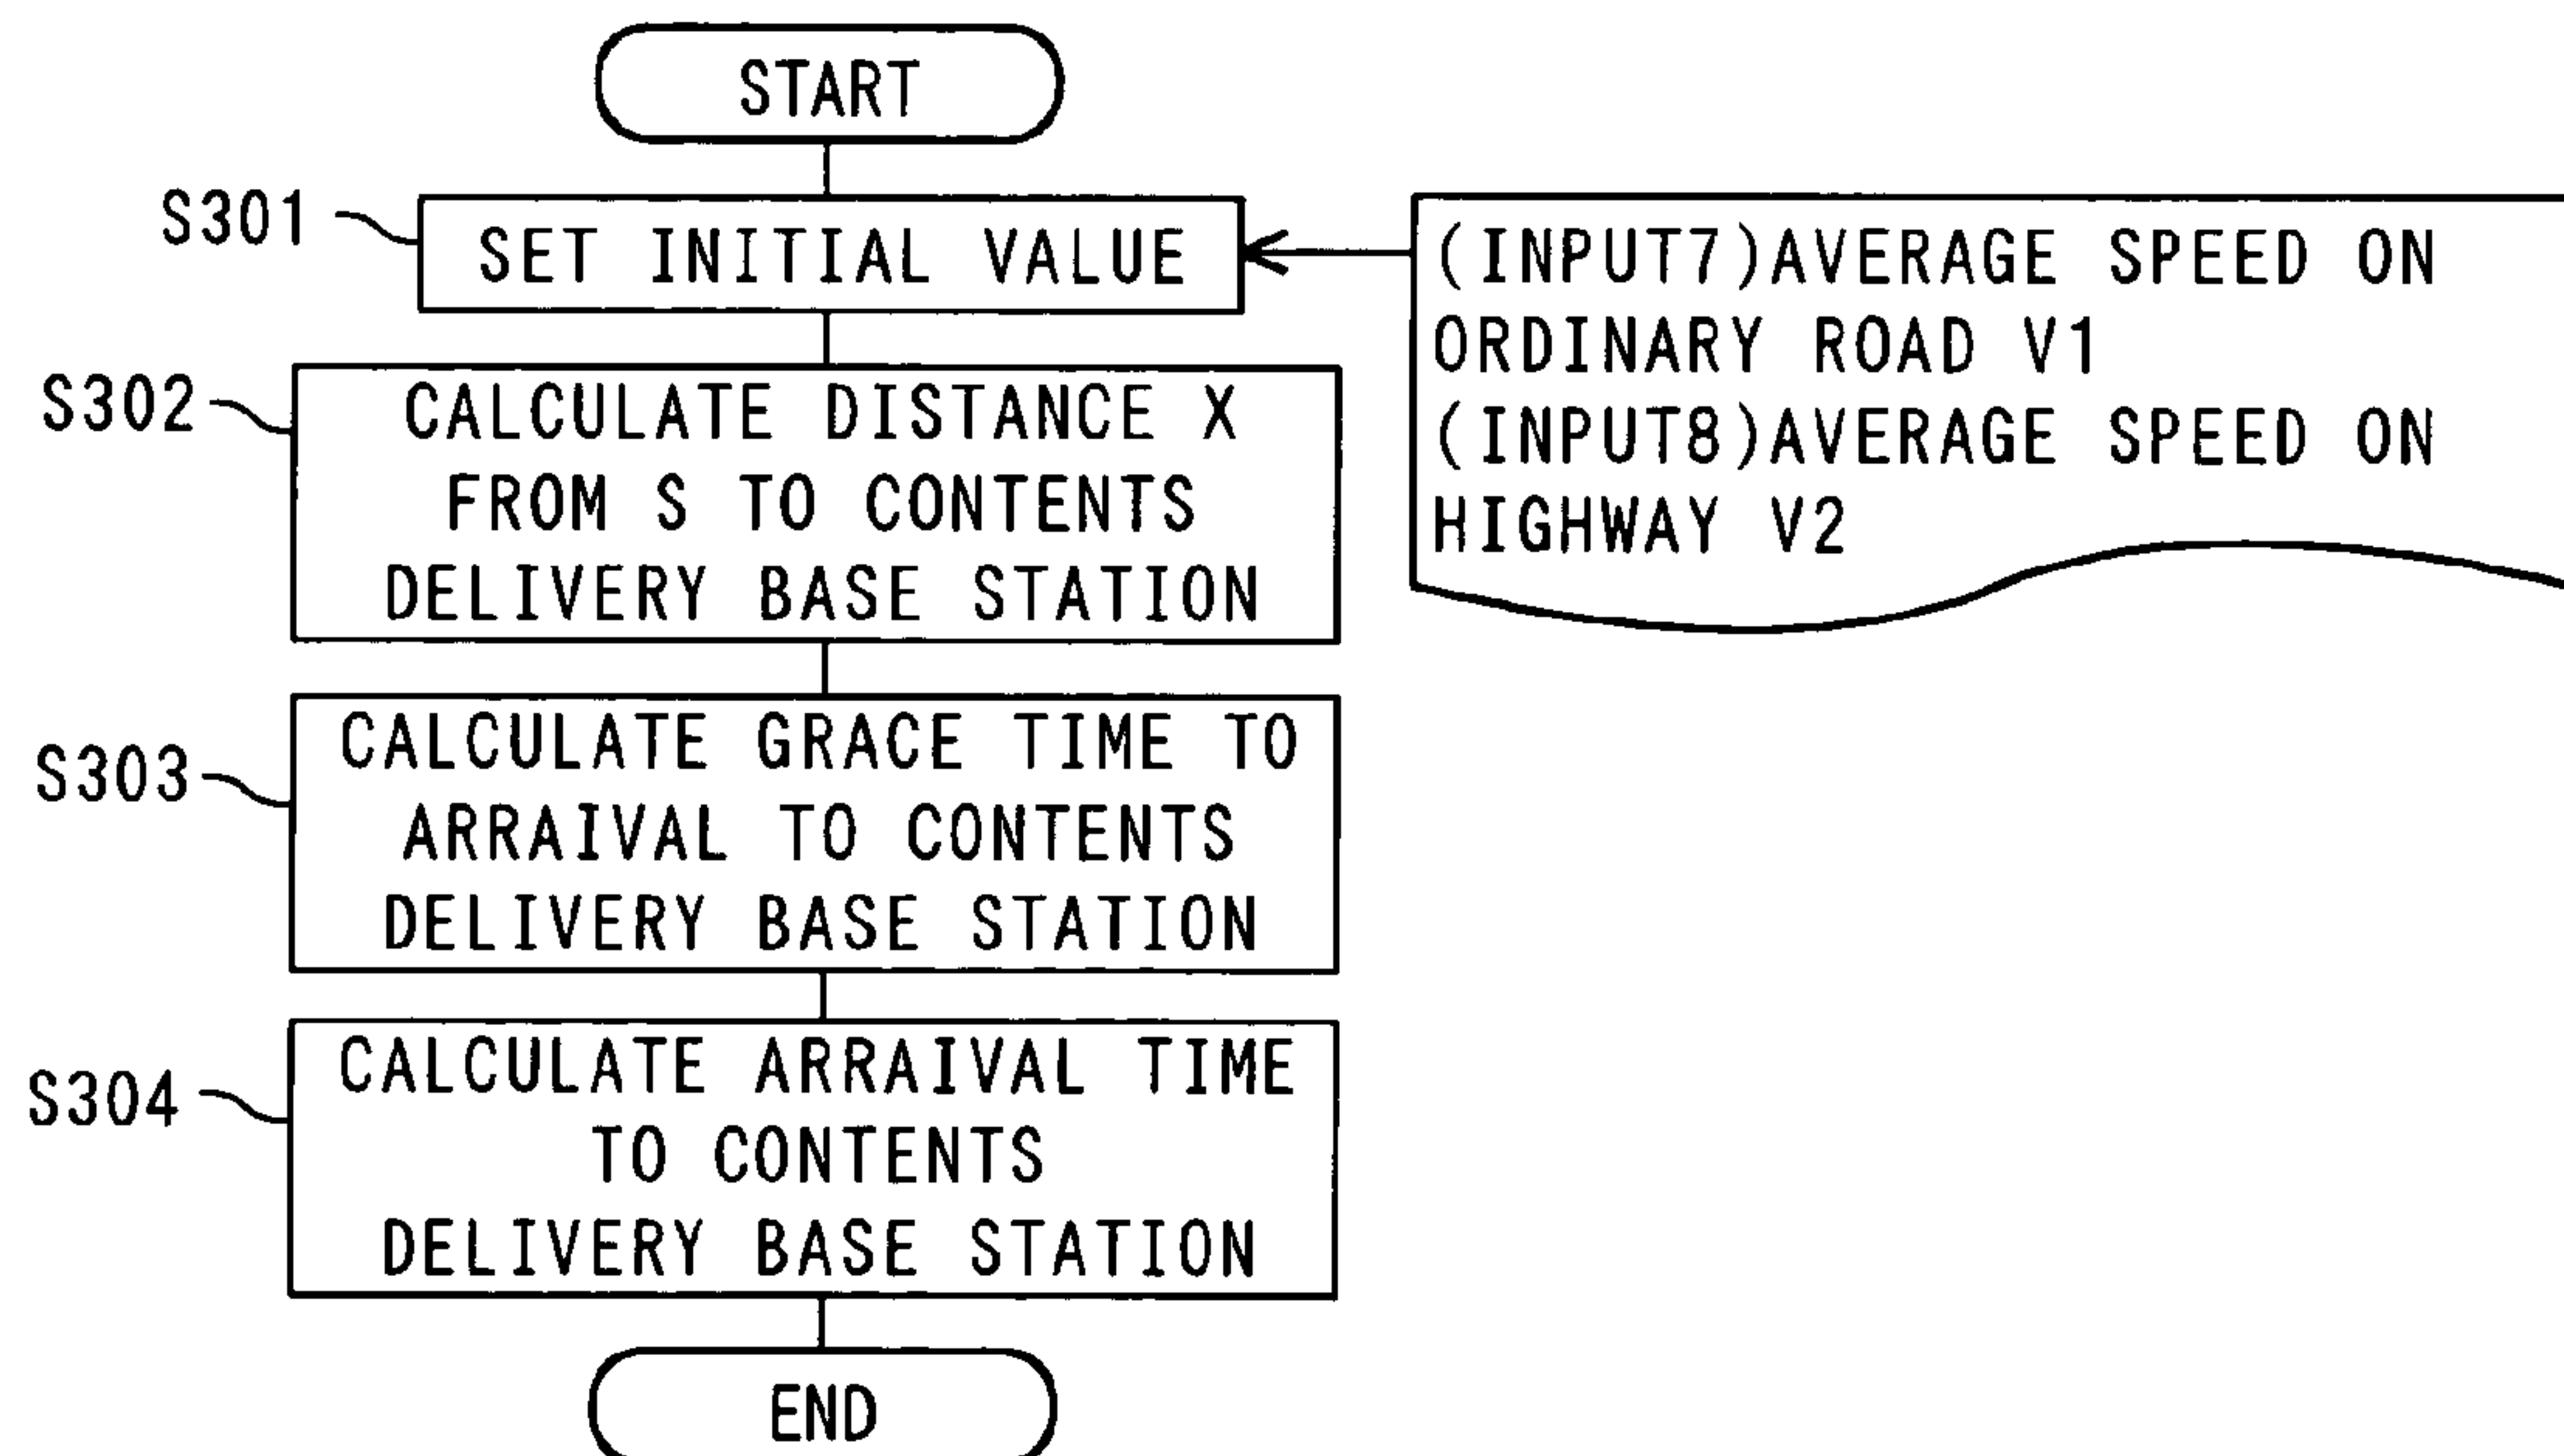 START
S301
SET INITIAL VALUE
(INPUT7)AVERAGE SPEED ON
ORDINARY ROAD V1
(INPUT8)AVERAGE SPEED ON
HIGHWAY V2
S302
CALCULATE DISTANCE X
FROM S TO CONTENTS
DELIVERY BASE STATION
S303
CALCULATE GRACE TIME TO
ARRAIVAL TO CONTENTS
DELIVERY BASE STATION
S304
CALCULATE ARRAIVAL TIME
TO CONTENTS
DELIVERY BASE STATION
END